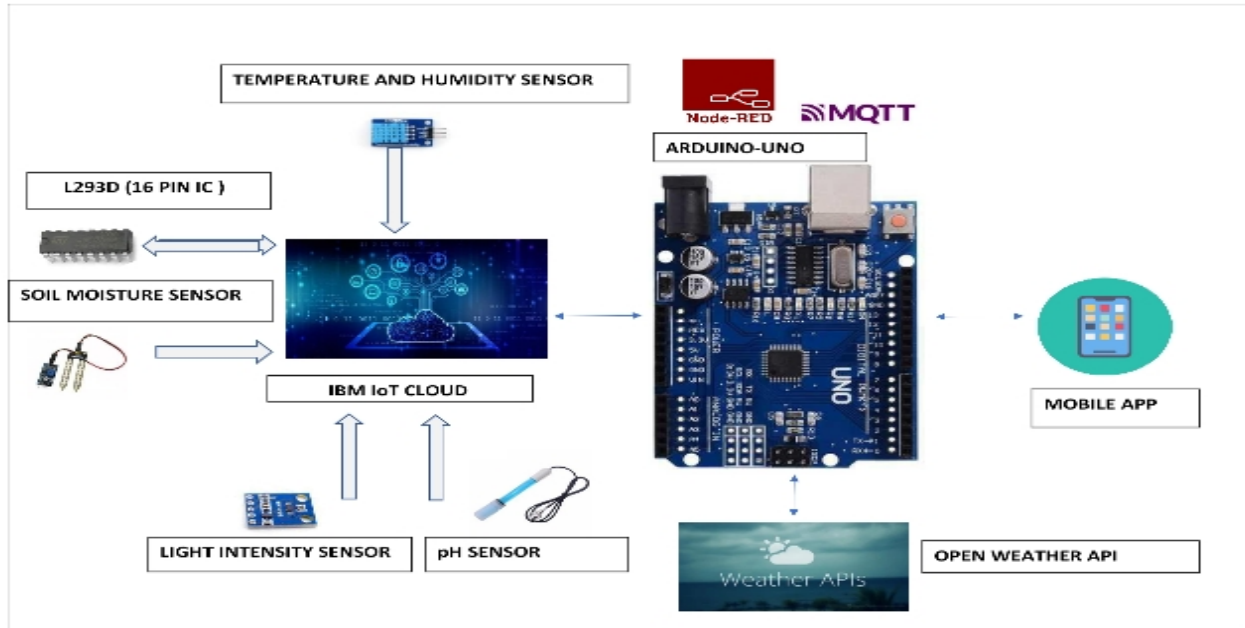 TEMPERATURE AND HUMIDITY SENSOR
Node-RED
MQTT
ARDUINO-UNO
L293D (16 PIN IC )
SOIL MOISTURE SENSOR
IBM IoT CLOUD
UNO
MOBILE APP
LIGHT INTENSITY SENSOR
pH SENSOR
Weather APIs
OPEN WEATHER API